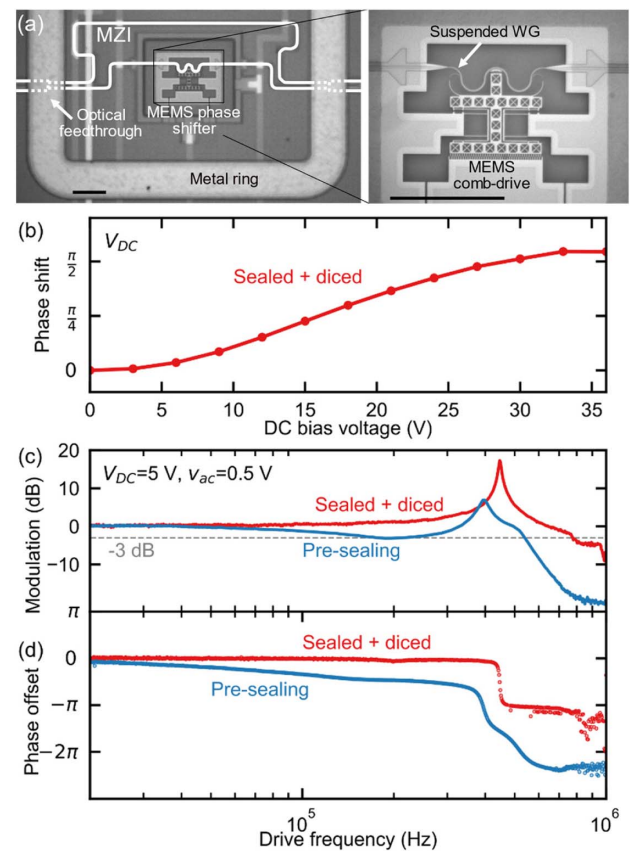 (a)
MZI
Optical
feedthrough
MEMS phase
shifter
Metal ring
Suspended WG
MEMS
comb-drive
(b)
V_DC
Sealed + diced
Phase shift
π/2
π/4
0
0 5 10 15 20 25 30 35
DC bias voltage (V)
(c)
V_DC=5 V, v_ac=0.5 V
Sealed + diced
Pre-sealing
-3 dB
Modulation (dB)
20
10
0
−10
π
(d)
Sealed + diced
Pre-sealing
Phase offset
0
-π
−2π
10^5 10^6
Drive frequency (Hz)